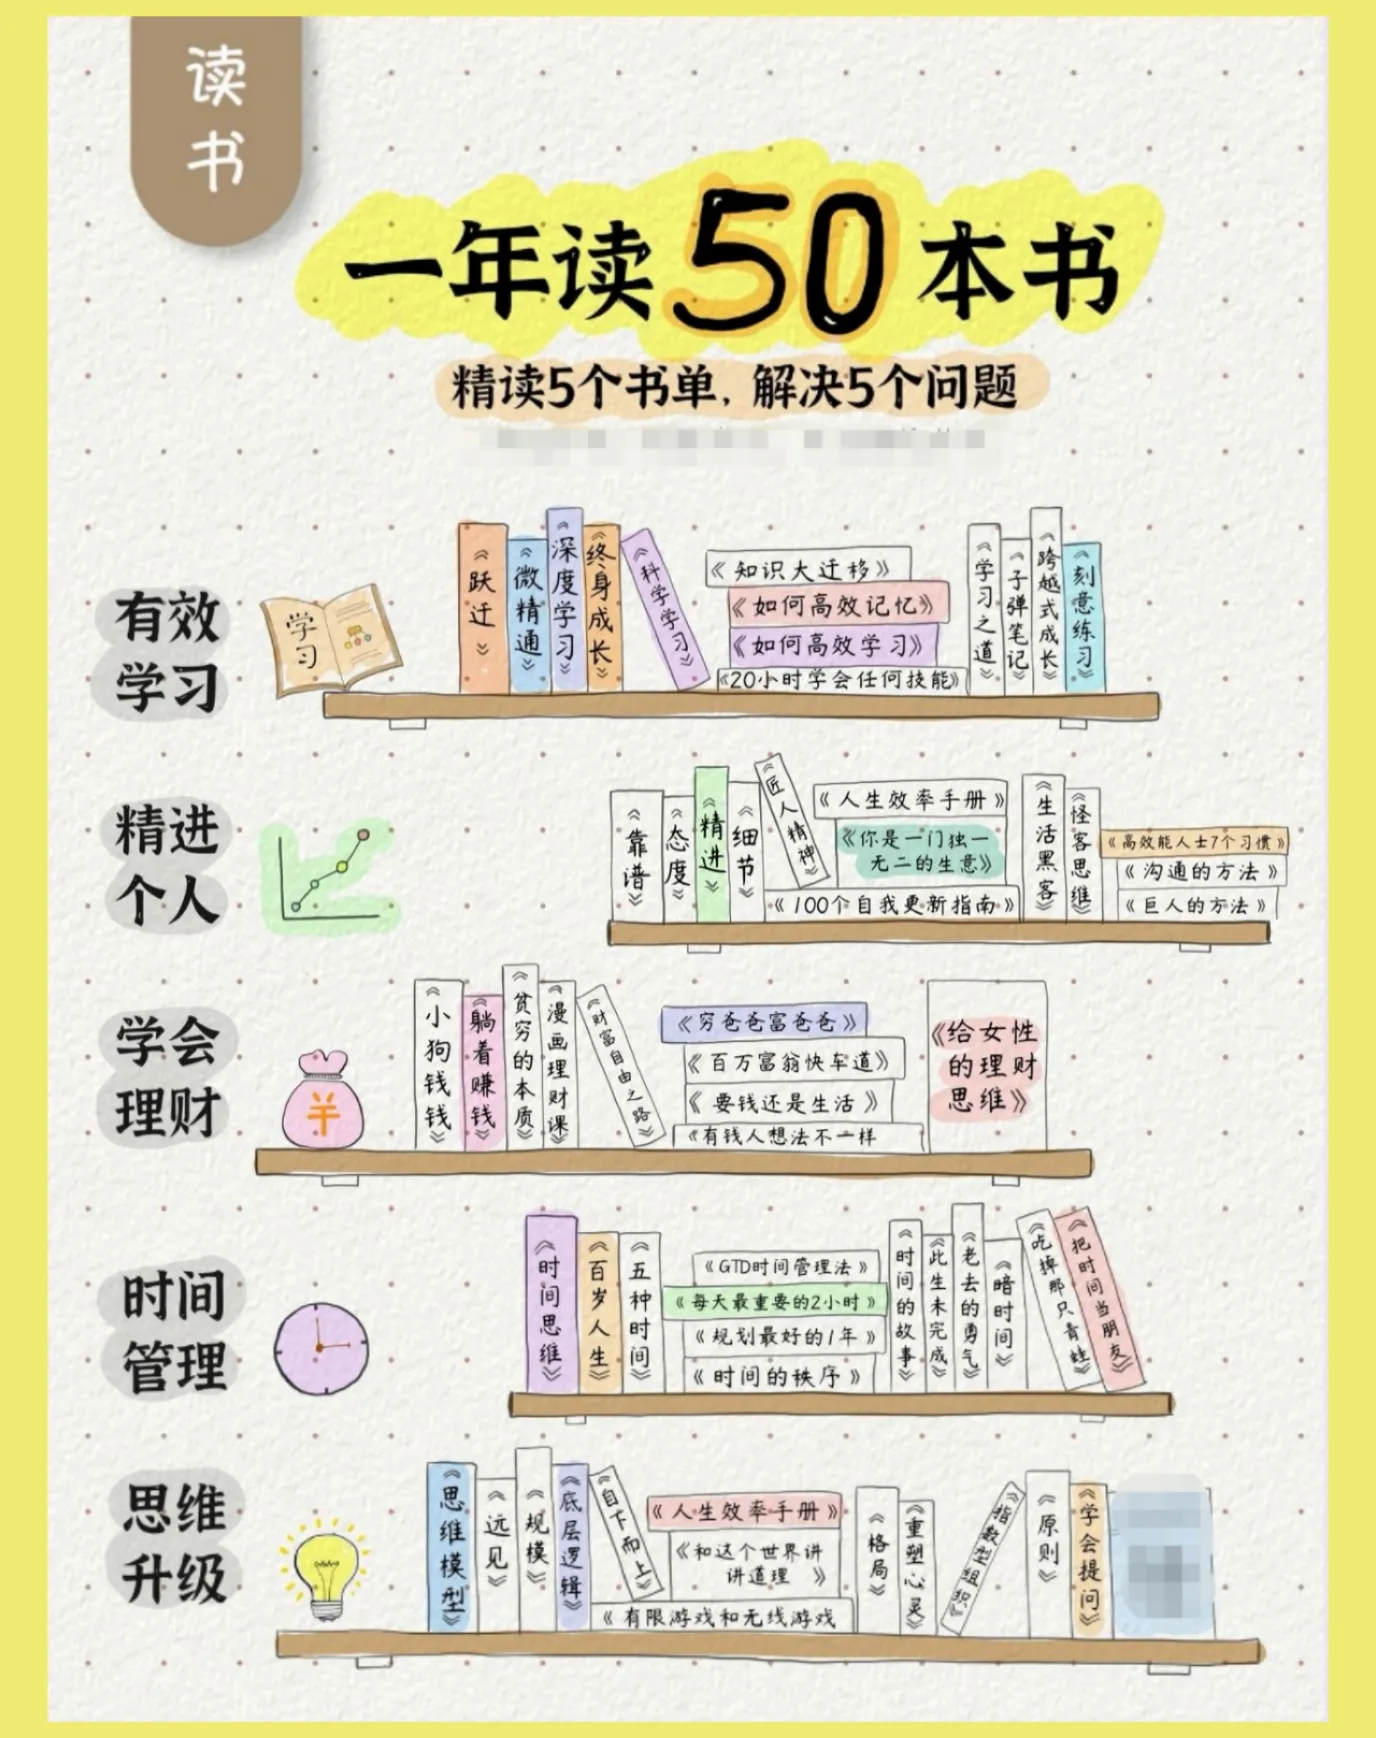 读
书
一年读50本书
精读5个书单，解决5个问题
有效
学习
学习
《跃迁》
《微精通》
《深度学习》
《终身成长》
《科学学习》
《知识大迁移》
《如何高效记忆》
《如何高效学习》
《20小时学会任何技能》
《学习之道》
《子弹笔记》
《跨越式成长》
《刻意练习》
精进
个人
《靠谱》
《态度》
《精进》
《细节》
《匠人精神》
《人生效率手册》
《你是一门独一
无二的生意》
《100个自我更新指南》
《生活黑客》
《怪客思维》
《高效能人士7个习惯》
《沟通的方法》
《巨人的方法》
学会
理财
羊
《小狗钱钱》
《躺着赚钱》
《贫穷的本质》
《漫画理财课》
《财富自由之路》
《穷爸爸富爸爸》
《百万富翁快车道》
《要钱还是生活》
《有钱人想法不一样
《给女性
的理财
思维》
时间
管理
《时间思维》
《百岁人生》
《五种时间》
《GTD时间管理法》
《每天最重要的2小时》
《规划最好的1年》
《时间的秩序》
《时间的故事》
《此生未完成》
《老去的勇气》
《暗时间》
《吃掉那只青蛙》
《把时间当朋友》
思维
升级
《思维模型》
《远见》
《规模》
《底层逻辑》
《自下而上》
《人生效率手册》
《和这个世界讲
讲道理》
《有限游戏和无线游戏
《格局》
《重塑心灵》
《指数型组织》
《原则》
《学会提问》